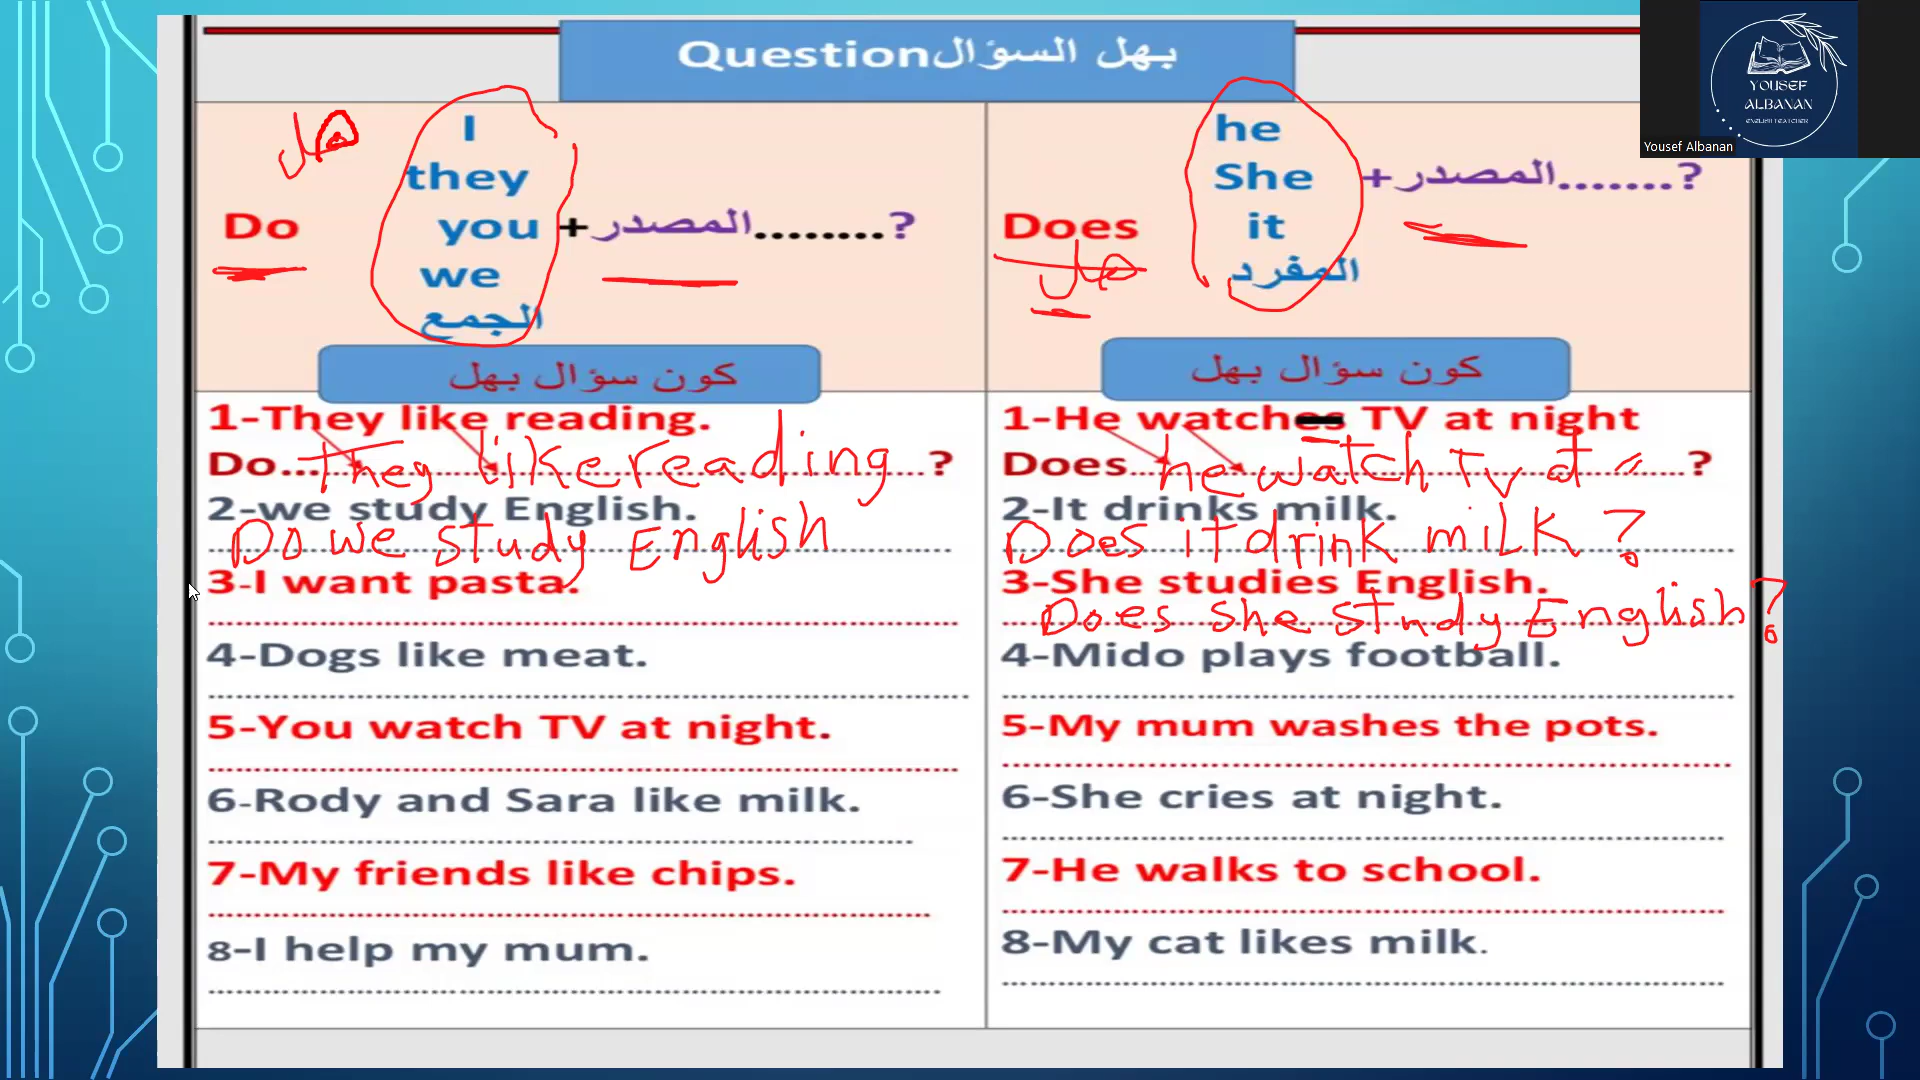 Question بهل السؤال
YOUSEF
ALBANAN
ENGLISH TEACHER
Yousef Albanan
هل
Do
I
they
you
we
الجمع
+ المصدر........?
Does
هل
he
She
it
المفرد
+ المصدر.......?
كون سؤال بهل
1-They like reading.
Do... They like reading ?
2-we study English.
Do we study English
3-I want pasta.
4-Dogs like meat.
5-You watch TV at night.
6-Rody and Sara like milk.
7-My friends like chips.
8-I help my mum.
كون سؤال بهل
1-He watches TV at night
Does he watch TV at ?
2-It drinks milk.
Does it drink milk ?
3-She studies English.
Does she study English ?
4-Mido plays football.
5-My mum washes the pots.
6-She cries at night.
7-He walks to school.
8-My cat likes milk.